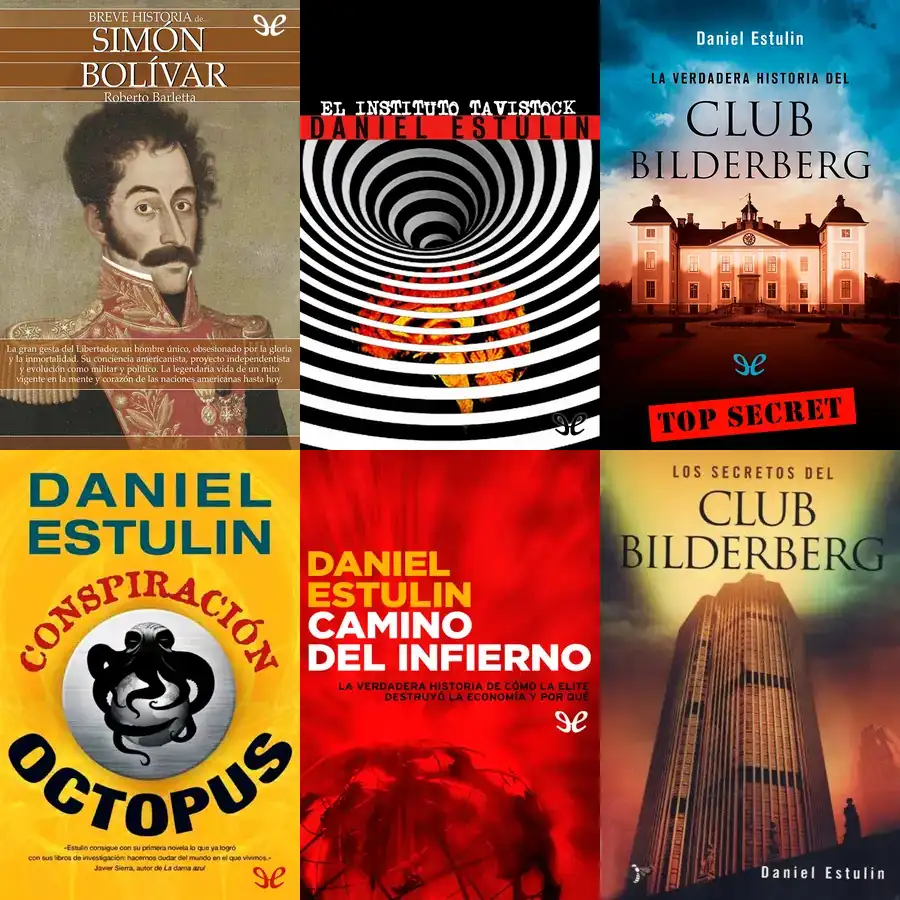 BREVE HISTORIA de...
SIMÓN
BOLÍVAR
Roberto Barletta
La gran gesta del Libertador, un hombre único, obsesionado por la gloria
y la inmortalidad. Su conciencia americanista, proyecto independentista
y evolución como militar y político. La legendaria vida de un mito
vigente en la mente y corazón de las naciones americanas hasta hoy.
EL INSTITUTO TAVISTOCK
DANIEL ESTULIN
Daniel Estulin
LA VERDADERA HISTORIA DEL
CLUB
BILDERBERG
TOP SECRET
DANIEL
ESTULIN
CONSPIRACIÓN
OCTOPUS
«Estulin consigue con su primera novela lo que ya logró
con sus libros de investigación: hacernos dudar del mundo en el que vivimos.»
Javier Sierra, autor de La dama azul
DANIEL
ESTULIN
CAMINO
DEL INFIERNO
LA VERDADERA HISTORIA DE CÓMO LA ELITE
DESTRUYÓ LA ECONOMÍA Y POR QUÉ
LOS SECRETOS DEL
CLUB
BILDERBERG
Daniel Estulin